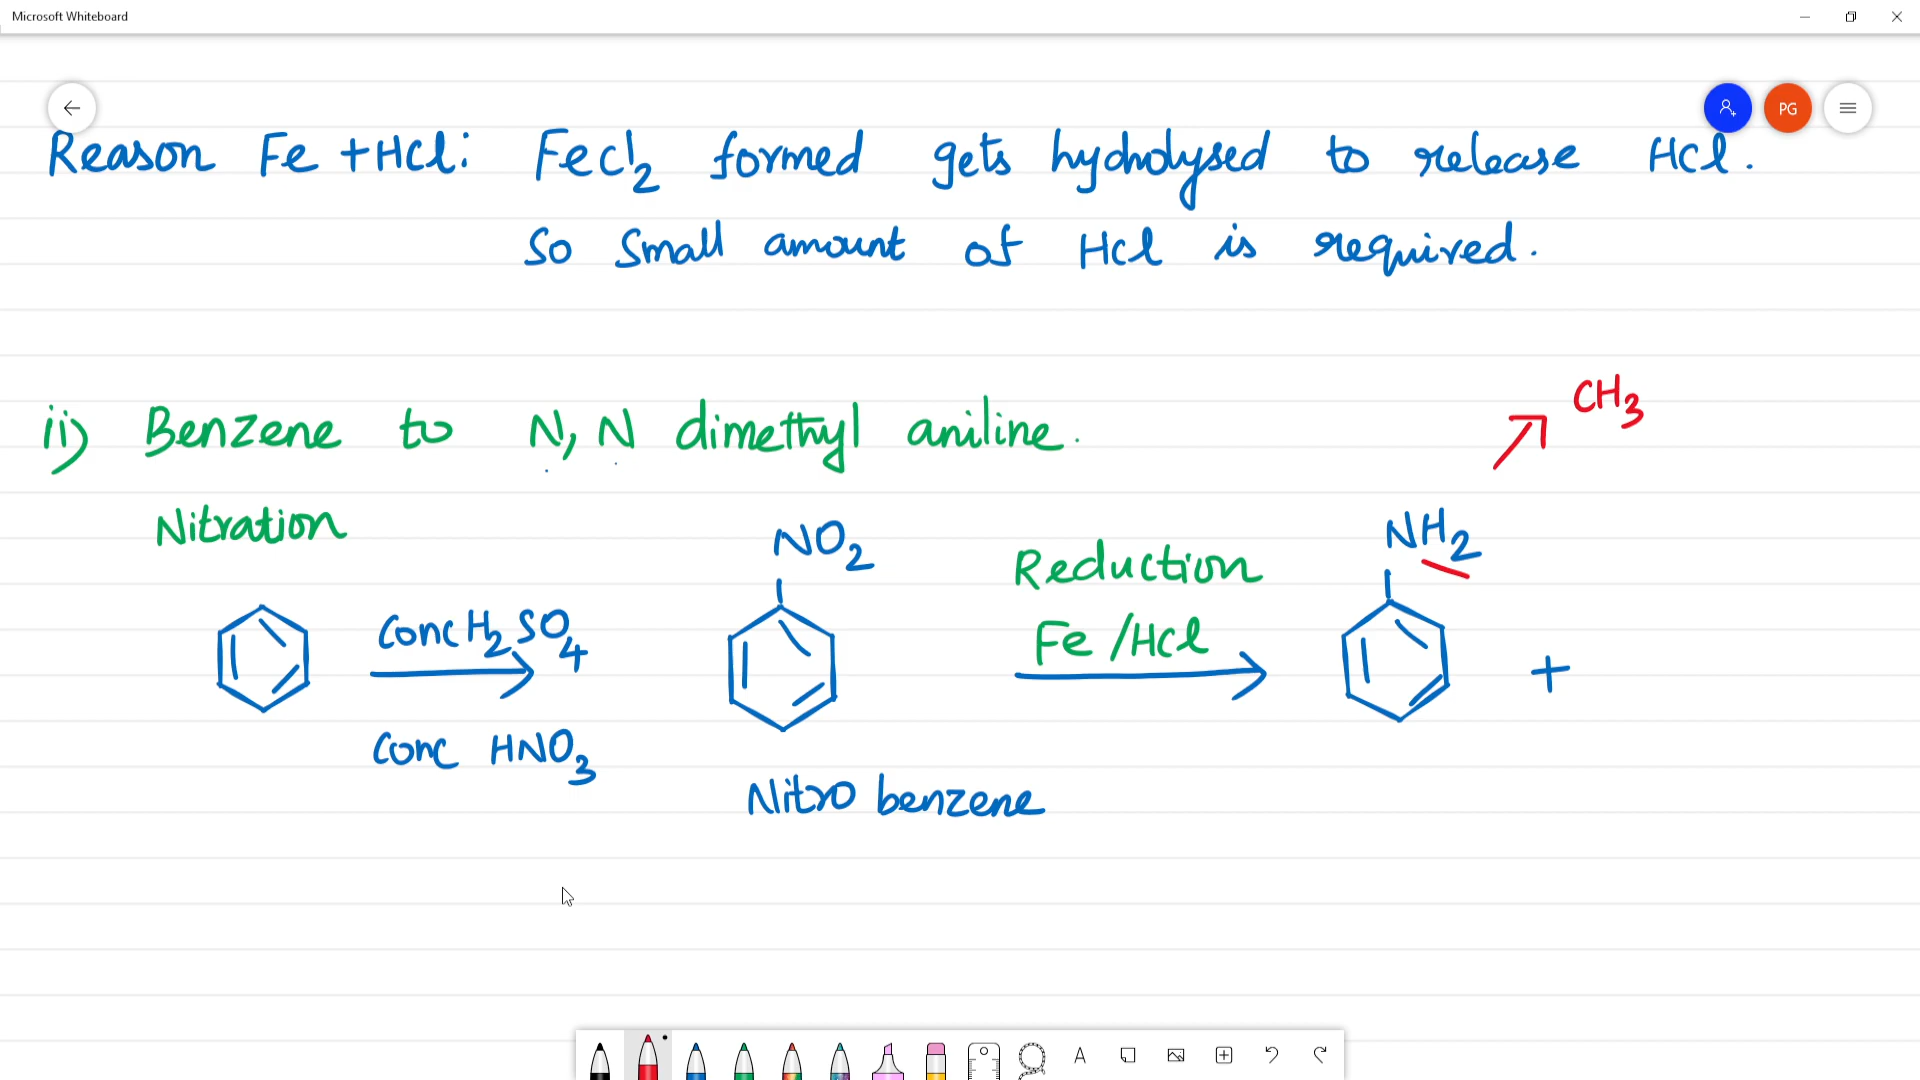 Microsoft Whiteboard
PG
Reason Fe + HCl : FeCl2 formed gets hydrolysed to release HCl.
So Small amount of HCl is required.
ii) Benzene to N, N dimethyl aniline.
CH3
Nitration
NO2
Reduction
NH2
Conc H2SO4
Fe / HCl
+
Conc HNO3
Nitro benzene
A